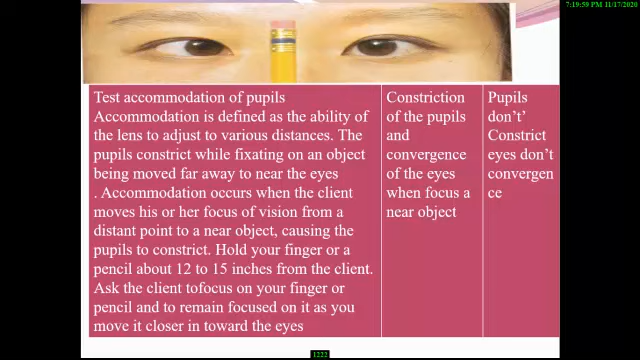 7:19:59 PM 11/17/2020
Test accommodation of pupils
Accommodation is defined as the ability of
the lens to adjust to various distances. The
pupils constrict while fixating on an object
being moved far away to near the eyes
. Accommodation occurs when the client
moves his or her focus of vision from a
distant point to a near object, causing the
pupils to constrict. Hold your finger or a
pencil about 12 to 15 inches from the client.
Ask the client tofocus on your finger or
pencil and to remain focused on it as you
move it closer in toward the eyes
Constriction
of the pupils
and
convergence
of the eyes
when focus a
near object
Pupils
don’t’
Constrict
eyes don’t
convergen
ce
1222